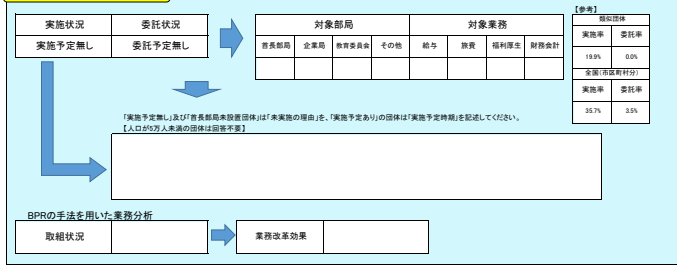 【参考】
実施状況 委託状況 対象部局 対象業務 類似団体
実施予定無し 委託予定無し 首長部局 企業局 教育委員会 その他 給与 旅費 福利厚生 財務会計 実施率 委託率
19.9% 0.0%
全国(市区町村分)
実施率 委託率
35.7% 3.5%
「実施予定無し」及び「首長部局未設置団体」は「未実施の理由」を、「実施予定あり」の団体は「実施予定時期」を記述してください。
【人口が5万人未満の団体は回答不要】
BPRの手法を用いた業務分析
取組状況 業務改革効果